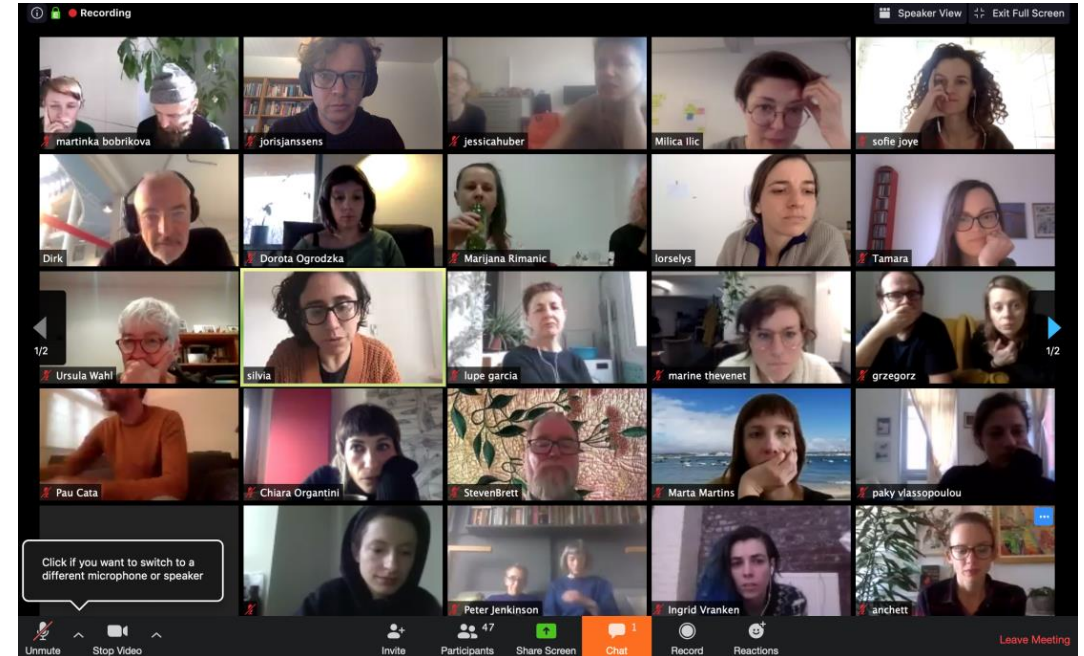 Recording
Speaker View
Exit Full Screen
martinka bobrikova
jorisjanssens
jessicahuber
Milica Ilic
sofie joye
Dirk
Dorota Ogrodzka
Marijana Rimanic
lorselys
Tamara
1/2
1/2
Ursula Wahl
silvia
lupe garcia
marine thevenet
grzegorz
Pau Cata
Chiara Organtini
StevenBrett
Marta Martins
paky vlassopoulou
Click if you want to switch to a
different microphone or speaker
Peter Jenkinson
Ingrid Vranken
anchett
47
1
Unmute
Stop Video
Invite
Participants
Share Screen
Chat
Record
Reactions
Leave Meeting